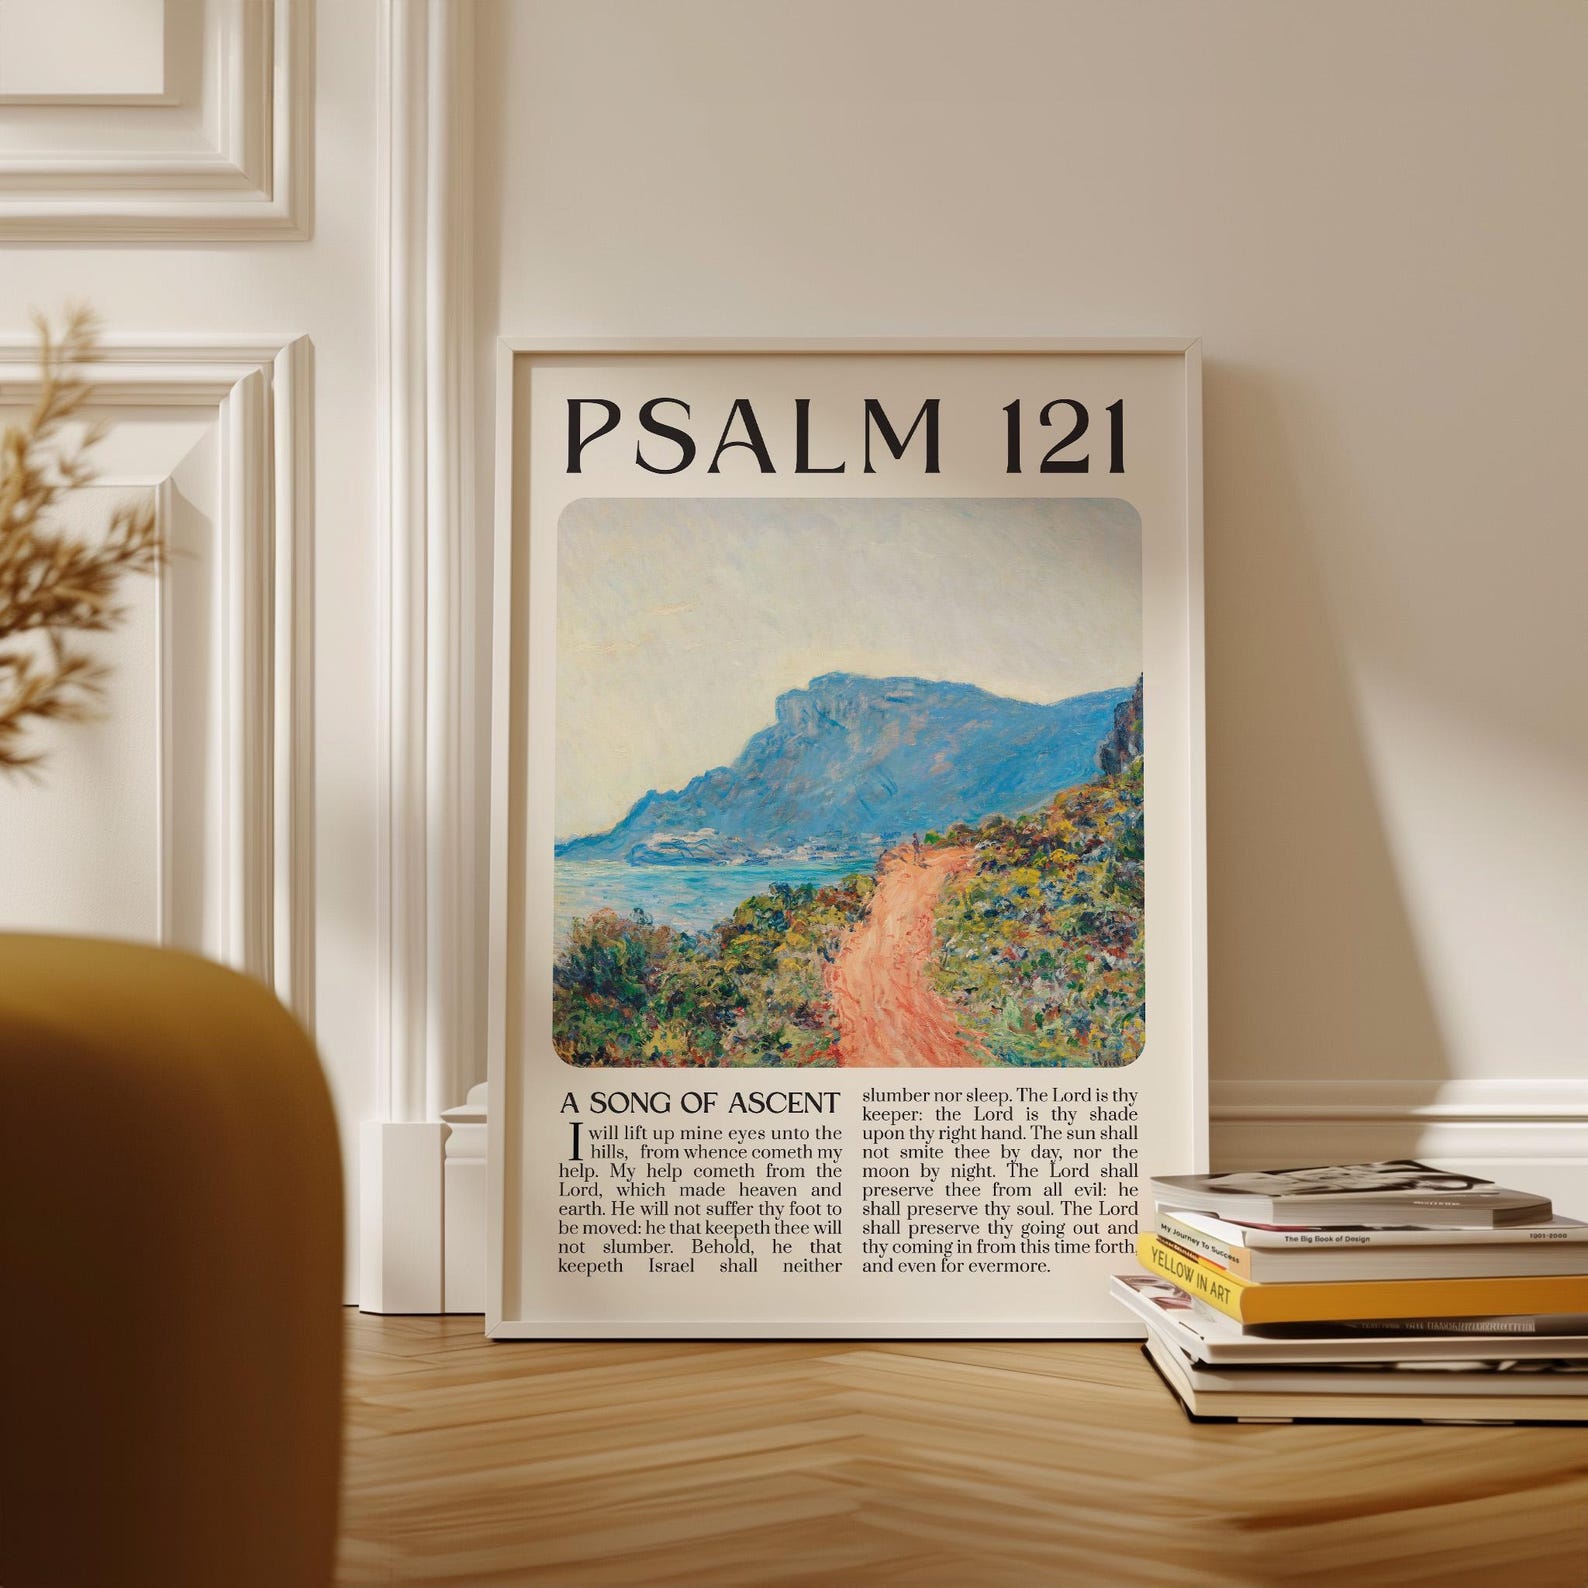 PSALM 121
A SONG OF ASCENT
I will lift up mine eyes unto the
hills, from whence cometh my
help. My help cometh from the
Lord, which made heaven and
earth. He will not suffer thy foot to
be moved: he that keepeth thee will
not slumber. Behold, he that
keepeth Israel shall neither
slumber nor sleep. The Lord is thy
keeper: the Lord is thy shade
upon thy right hand. The sun shall
not smite thee by day, nor the
moon by night. The Lord shall
preserve thee from all evil: he
shall preserve thy soul. The Lord
shall preserve thy going out and
thy coming in from this time forth,
and even for evermore.
My Journey To Success
The Big Book of Design
1901-2000
YELLOW IN ART